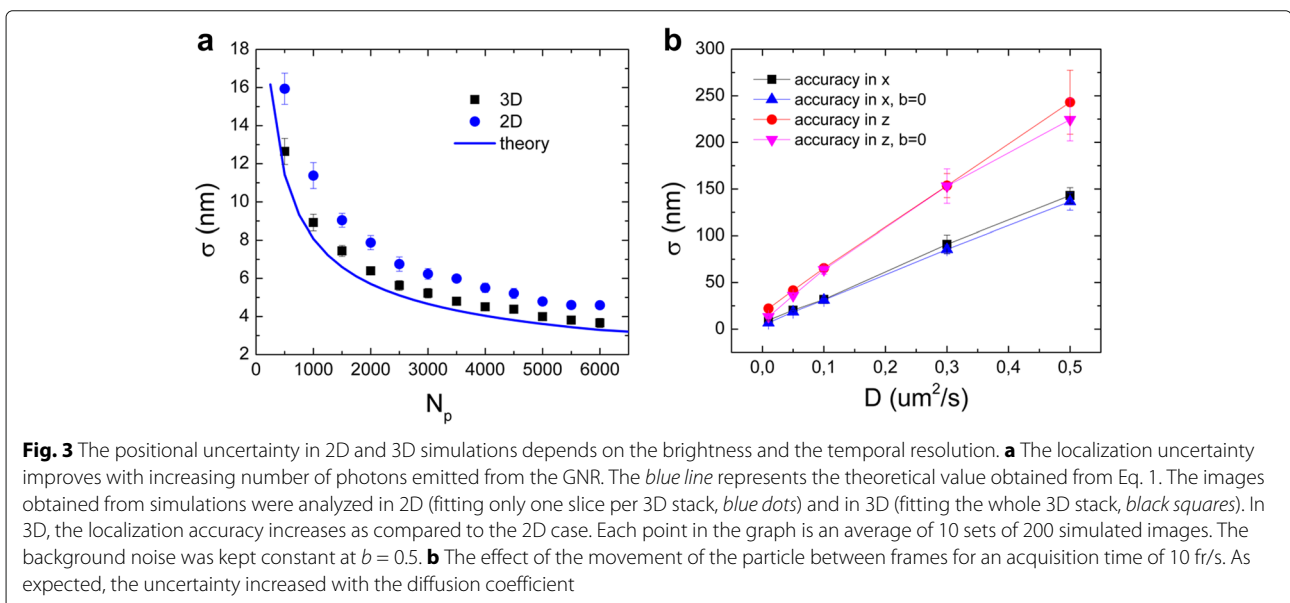 a
18
16
14
12
10
8
6
4
2
σ (nm)
0 1000 2000 3000 4000 5000 6000
N_p
3D
2D
theory
b
300
250
200
150
100
50
0
σ (nm)
0,0 0,1 0,2 0,3 0,4 0,5
D (um²/s)
accuracy in x
accuracy in x, b=0
accuracy in z
accuracy in z, b=0
Fig. 3 The positional uncertainty in 2D and 3D simulations depends on the brightness and the temporal resolution. a The localization uncertainty
improves with increasing number of photons emitted from the GNR. The blue line represents the theoretical value obtained from Eq. 1. The images
obtained from simulations were analyzed in 2D (fitting only one slice per 3D stack, blue dots) and in 3D (fitting the whole 3D stack, black squares). In
3D, the localization accuracy increases as compared to the 2D case. Each point in the graph is an average of 10 sets of 200 simulated images. The
background noise was kept constant at b = 0.5. b The effect of the movement of the particle between frames for an acquisition time of 10 fr/s. As
expected, the uncertainty increased with the diffusion coefficient